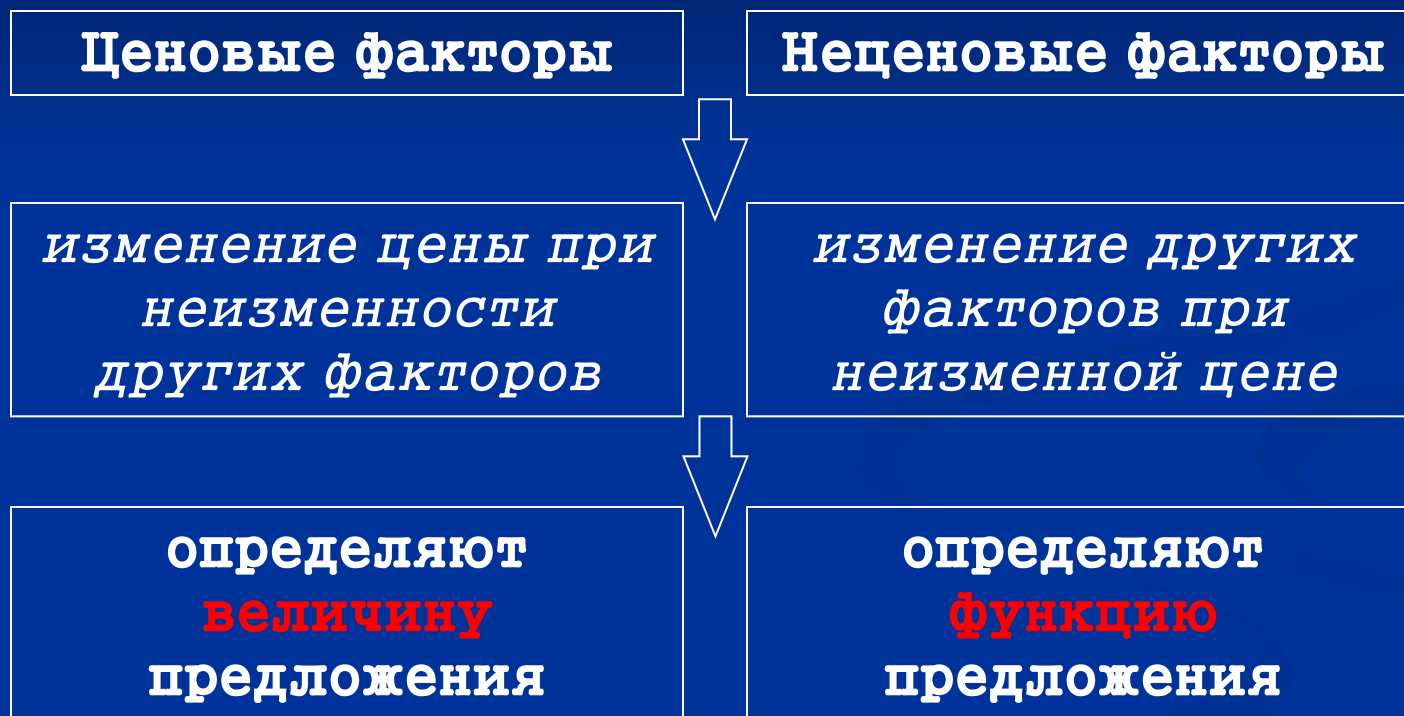 Ценовые факторы
Неценовые факторы
изменение цены при
неизменности
других факторов
изменение других
факторов при
неизменной цене
определяют
величину
предложения
определяют
функцию
предложения